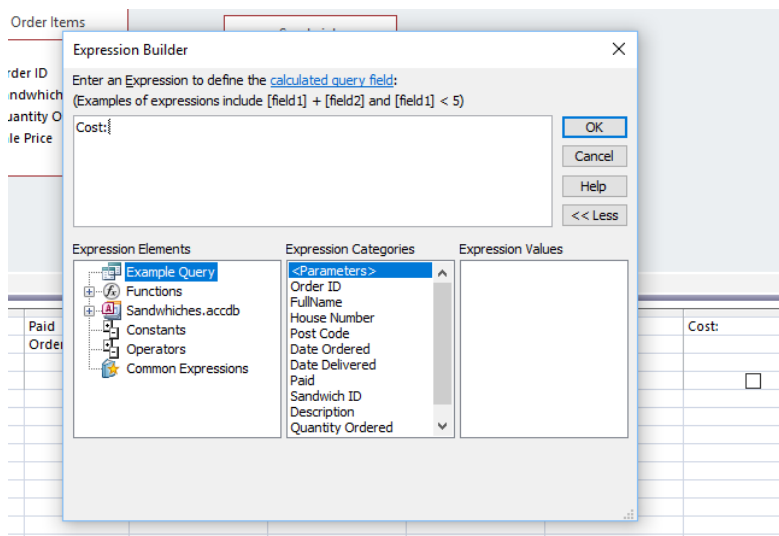 Order Items
Expression Builder
Enter an Expression to define the calculated query field:
(Examples of expressions include [field1] + [field2] and [field1] < 5)
Cost:
OK
Cancel
Help
<< Less
rder ID
andwhich
uantity O
le Price
Expression Elements
Expression Categories
Expression Values
Example Query
Functions
Sandwhiches.accdb
Constants
Operators
Common Expressions
<Parameters>
Order ID
FullName
House Number
Post Code
Date Ordered
Date Delivered
Paid
Sandwich ID
Description
Quantity Ordered
Paid
Order
Cost: